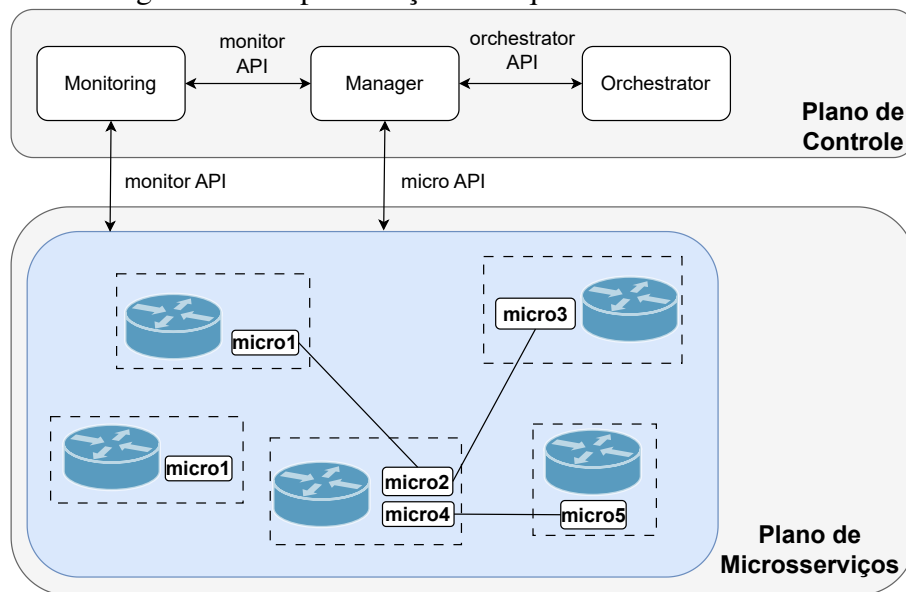 monitor
API
orchestrator
API
Monitoring
Manager
Orchestrator
Plano de
Controle
monitor API
micro API
micro3
micro1
micro1
micro2
micro4
micro5
Plano de
Microsserviços